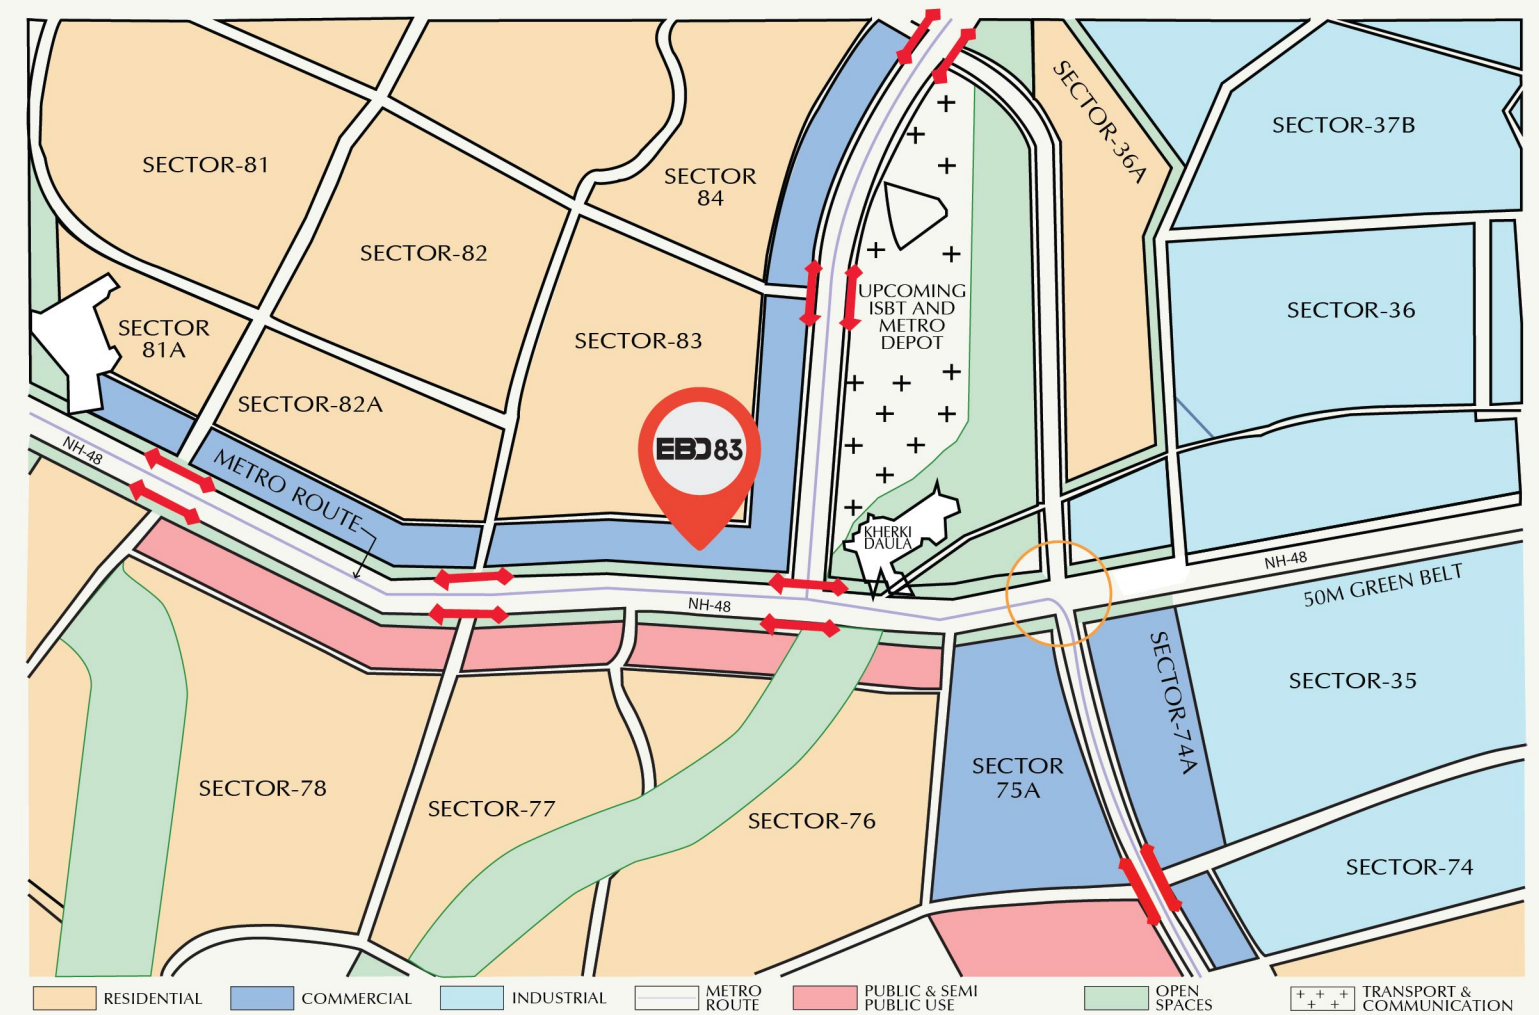 SECTOR-81
SECTOR
84
SECTOR-82
SECTOR-36A
SECTOR-37B
SECTOR
81A
SECTOR-83
UPCOMING
ISBT AND
METRO
DEPOT
SECTOR-36
SECTOR-82A
EBD83
NH-48
METRO ROUTE
KHERKI
DAULA
NH-48
NH-48
50M GREEN BELT
SECTOR-74A
SECTOR-35
SECTOR-78
SECTOR-77
SECTOR-76
SECTOR
75A
SECTOR-74
RESIDENTIAL
COMMERCIAL
INDUSTRIAL
METRO
ROUTE
PUBLIC & SEMI
PUBLIC USE
OPEN
SPACES
TRANSPORT &
COMMUNICATION